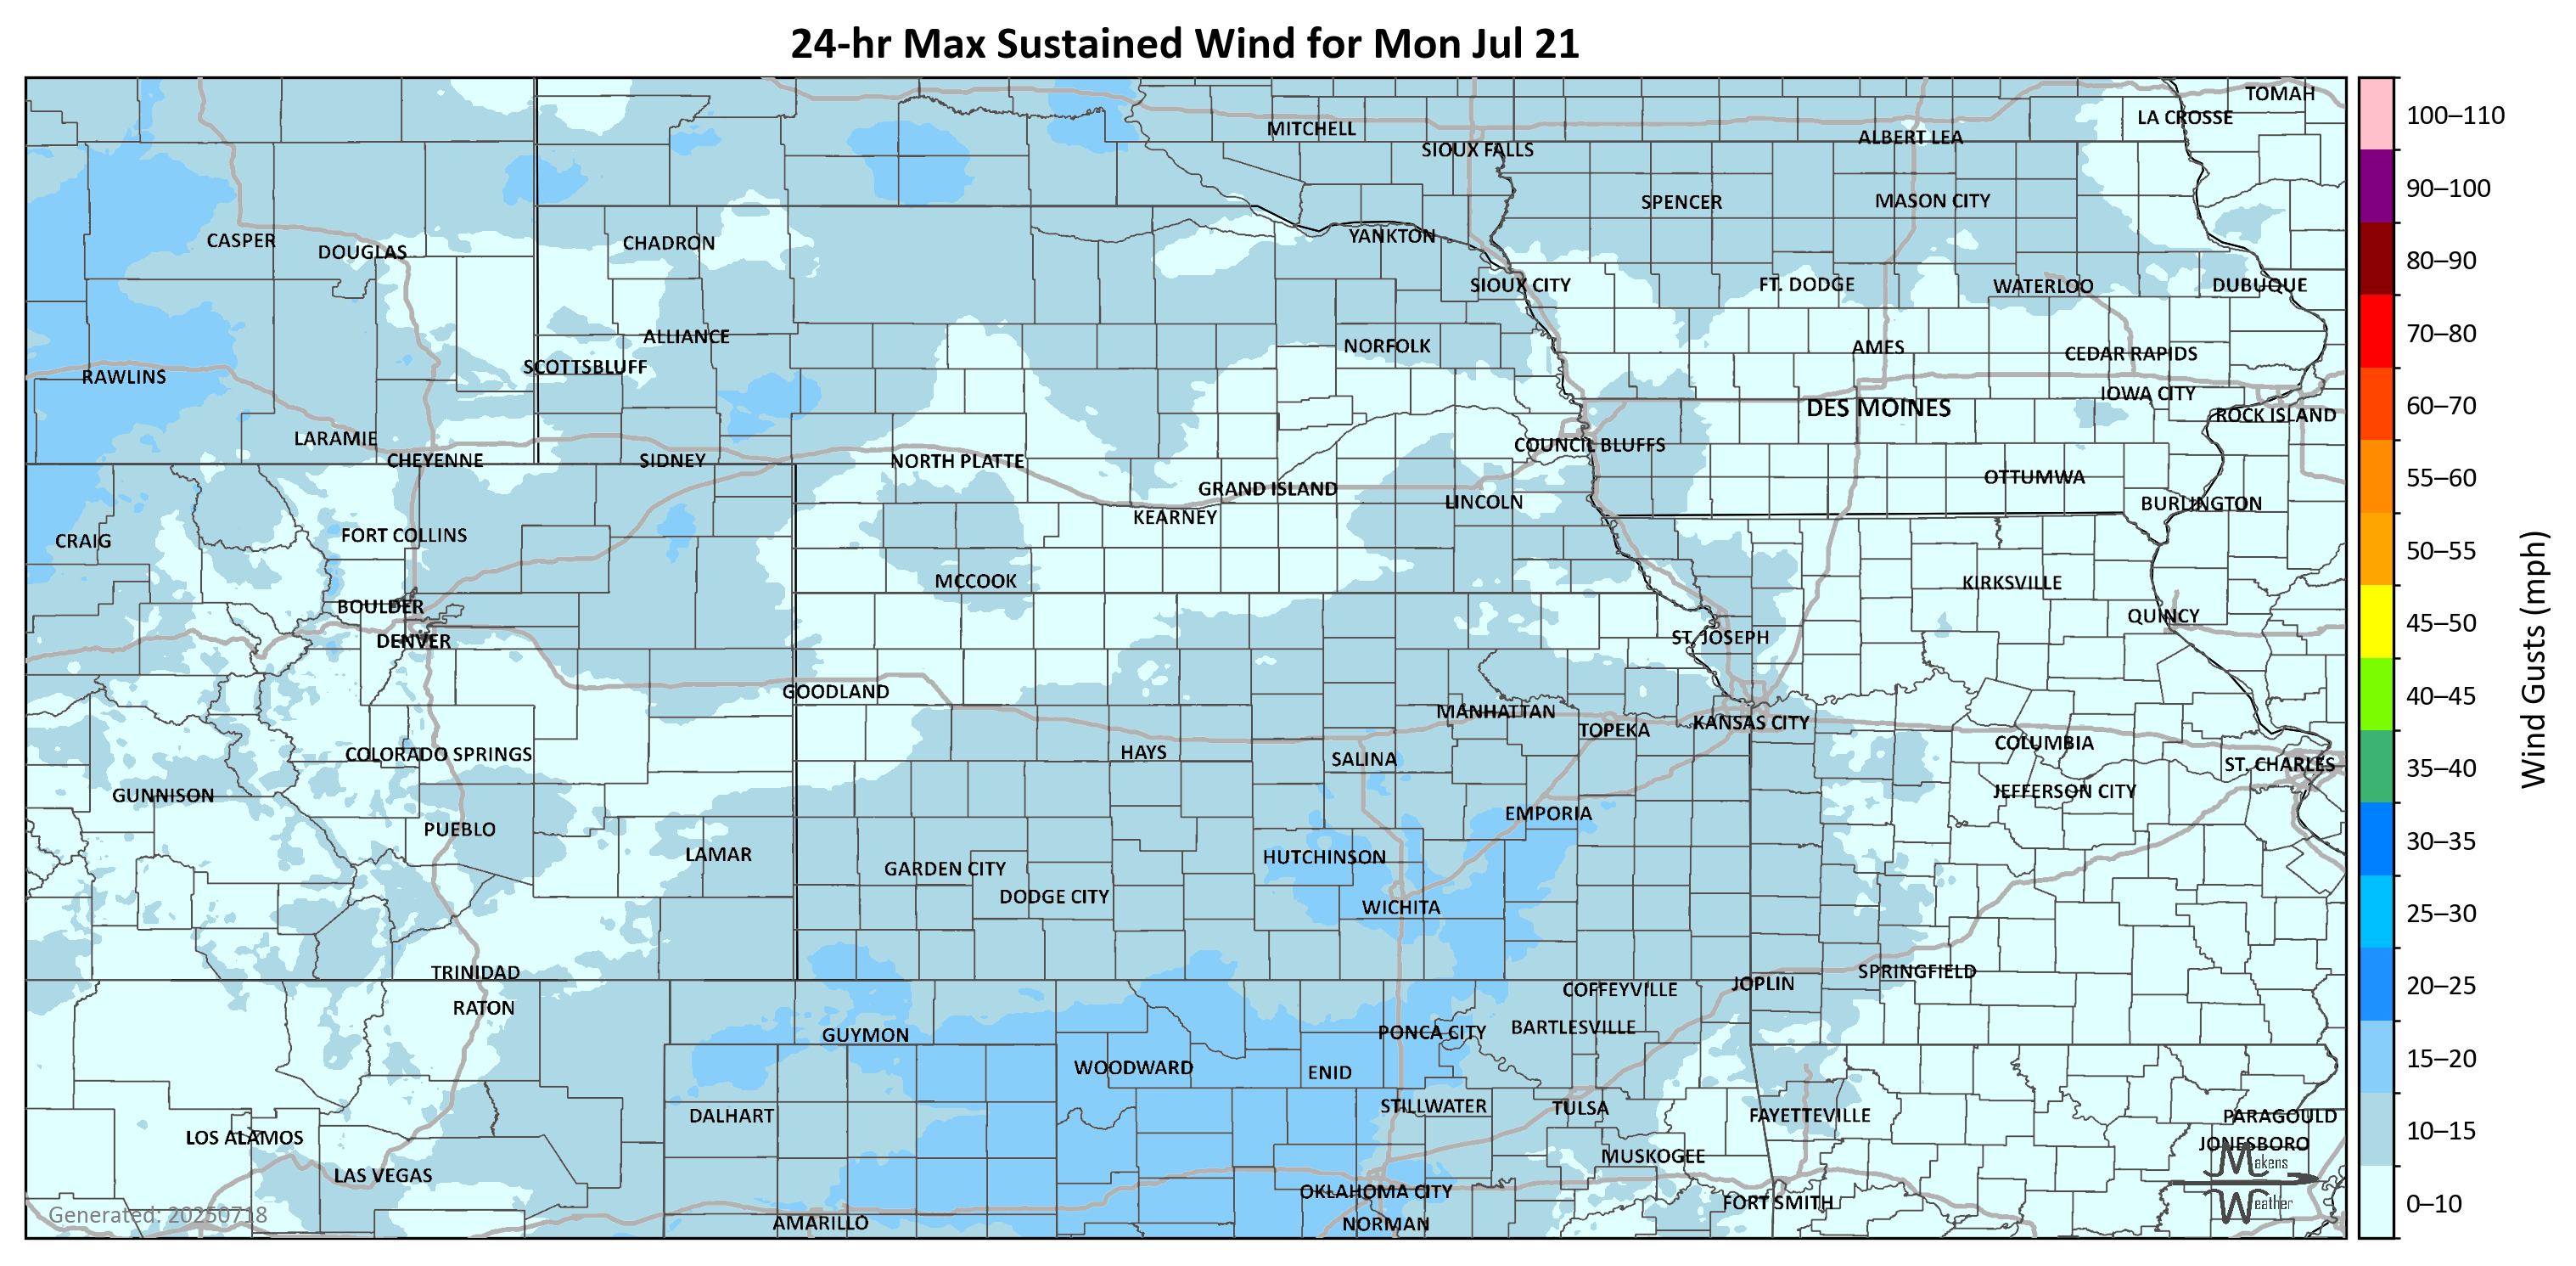 24-hr Max Sustained Wind for Mon Jul 21
TOMAH
LA CROSSE
MITCHELL
ALBERT LEA
SIOUX FALLS
SPENCER
MASON CITY
CASPER
DOUGLAS
CHADRON
YANKTON
SIOUX CITY
FT. DODGE
WATERLOO
DUBUQUE
ALLIANCE
NORFOLK
AMES
CEDAR RAPIDS
RAWLINS
SCOTTSBLUFF
IOWA CITY
DES MOINES
ROCK ISLAND
LARAMIE
COUNCIL BLUFFS
CHEYENNE
SIDNEY
NORTH PLATTE
OTTUMWA
GRAND ISLAND
LINCOLN
BURLINGTON
KEARNEY
CRAIG
FORT COLLINS
MCCOOK
KIRKSVILLE
BOULDER
QUINCY
DENVER
ST. JOSEPH
GOODLAND
MANHATTAN
TOPEKA
KANSAS CITY
COLORADO SPRINGS
HAYS
SALINA
COLUMBIA
ST. CHARLES
GUNNISON
JEFFERSON CITY
PUEBLO
EMPORIA
LAMAR
HUTCHINSON
GARDEN CITY
DODGE CITY
WICHITA
TRINIDAD
SPRINGFIELD
JOPLIN
COFFEYVILLE
RATON
GUYMON
PONCA CITY
BARTLESVILLE
WOODWARD
ENID
DALHART
STILLWATER
TULSA
FAYETTEVILLE
PARAGOULD
LOS ALAMOS
JONESBORO
MUSKOGEE
LAS VEGAS
OKLAHOMA CITY
FORT SMITH
AMARILLO
NORMAN
Makens
Weather
Generated: 20250718
100–110
90–100
80–90
70–80
60–70
55–60
50–55
45–50
40–45
35–40
30–35
25–30
20–25
15–20
10–15
0–10
Wind Gusts (mph)